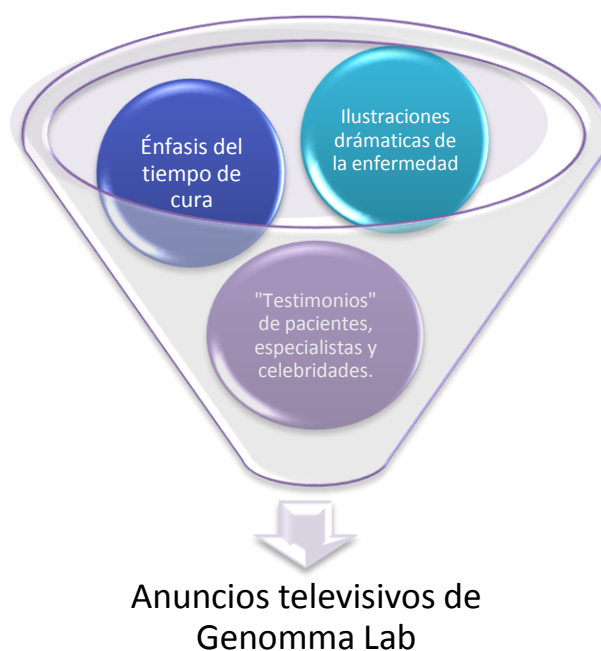 Énfasis del
tiempo de
cura
Ilustraciones
drámaticas de
la enfermedad
"Testimonios"
de pacientes,
especialistas y
celebridades.
Anuncios televisivos de
Genomma Lab